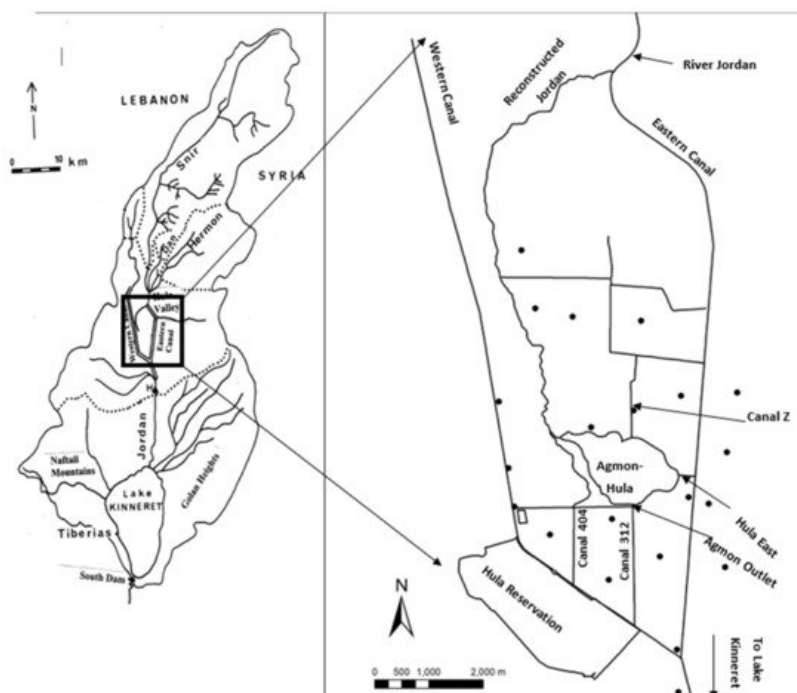 LEBANON
N
0 10 km
Snir
SYRIA
Hermon
Valley
Eastern
Canal
Jordan
Naftali
Mountains
Golan Heights
Lake
KINNERET
Tiberias
South Dam
Western Canal
Reconstructed
Jordan
River Jordan
Eastern Canal
Canal Z
Agmon-
Hula
Hula East
Agmon Outlet
Canal 404
Canal 312
Hula Reservation
N
0 500 1,000 2,000 m
To Lake
Kinneret